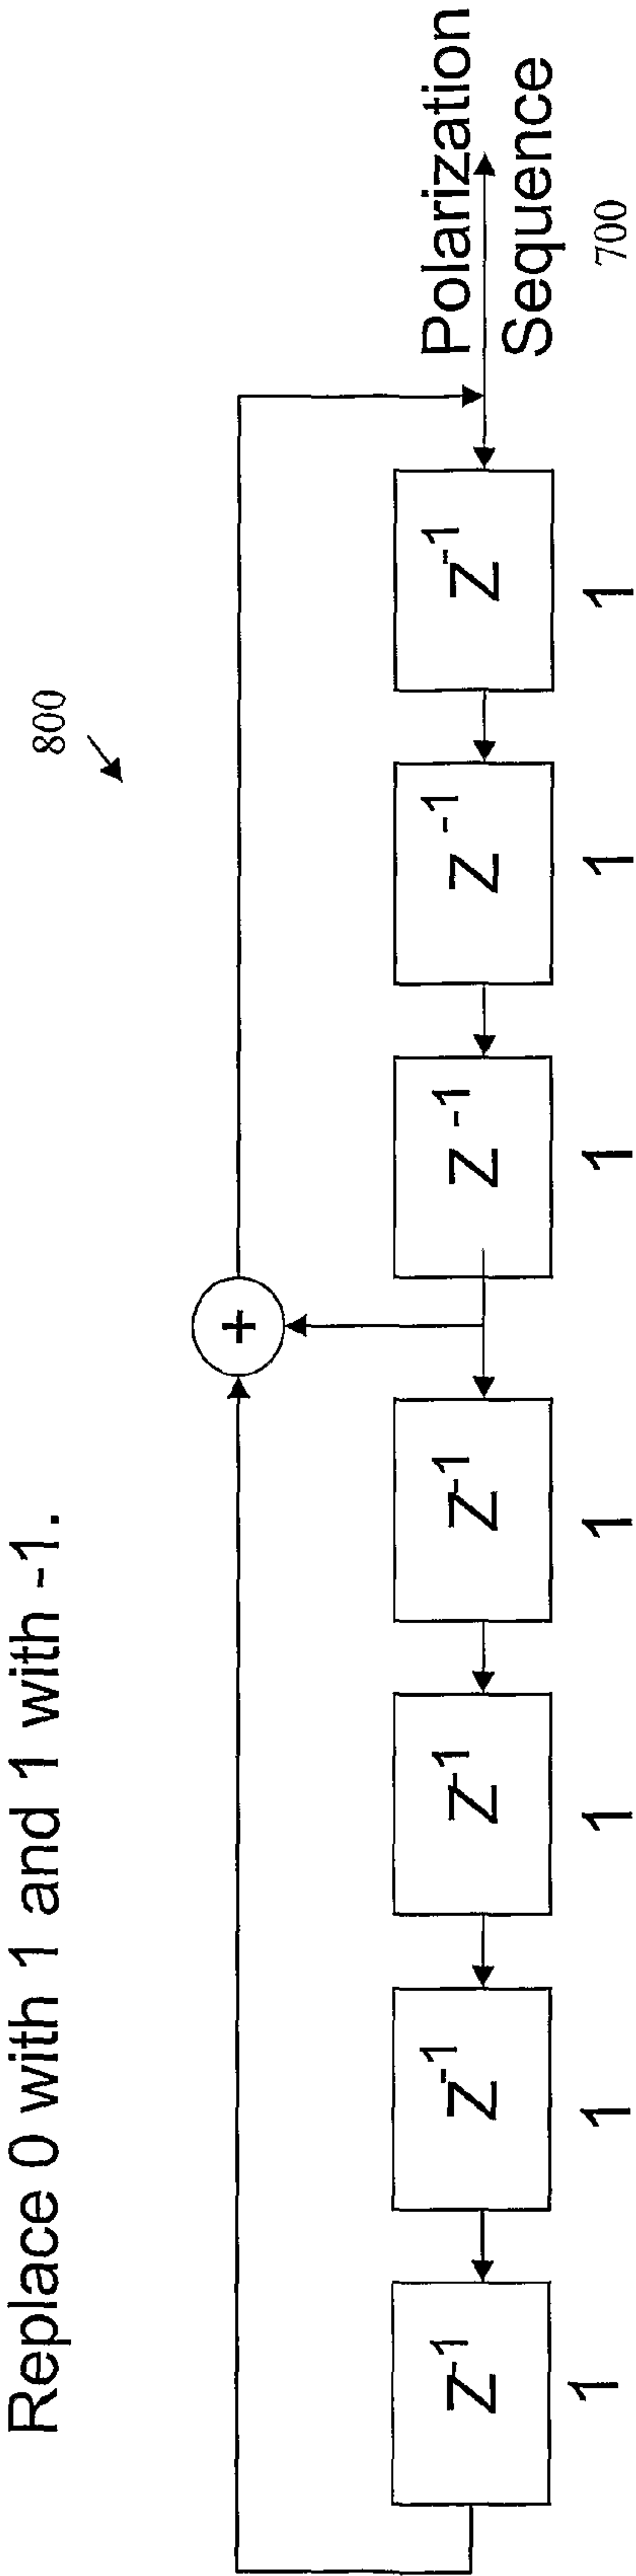 Replace 0 with 1 and 1 with -1.
800
+
Z-1 Z-1 Z-1 Z-1 Z-1 Z-1 Z-1
1 1 1 1 1 1 1
Polarization
Sequence
700